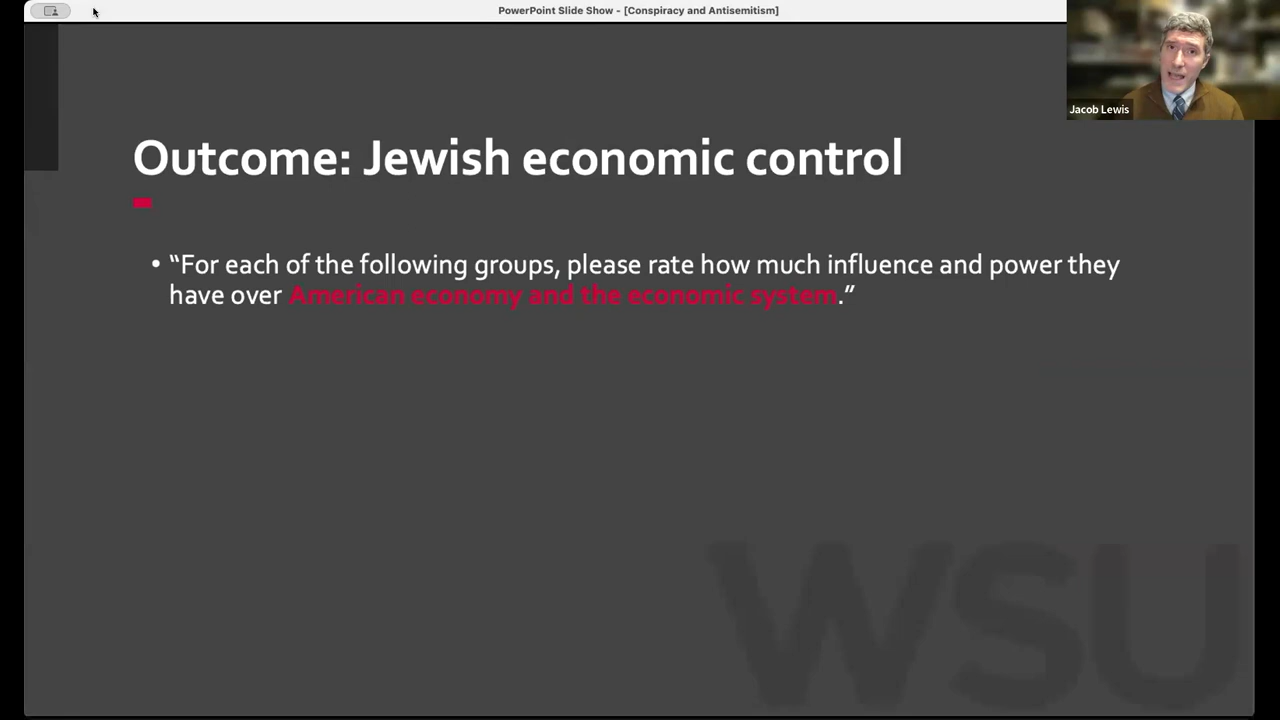 PowerPoint Slide Show - [Conspiracy and Antisemitism]
Jacob Lewis
Outcome: Jewish economic control
• “For each of the following groups, please rate how much influence and power they
have over American economy and the economic system.”
WSU